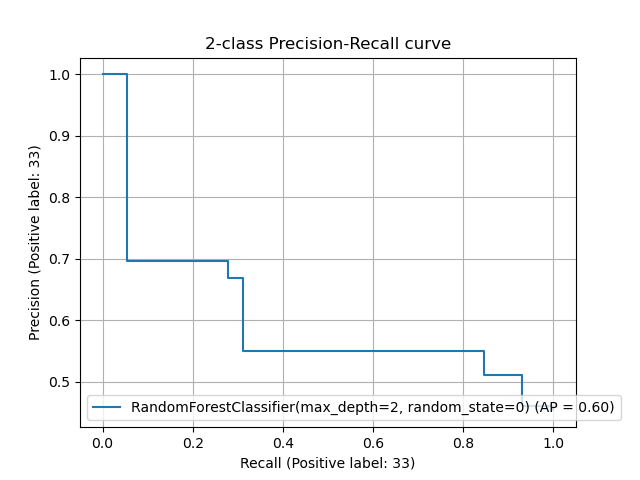 2-class Precision-Recall curve
Precision (Positive label: 33)
1.0
0.9
0.8
0.7
0.6
0.5
RandomForestClassifier(max_depth=2, random_state=0) (AP = 0.60)
0.0 0.2 0.4 0.6 0.8 1.0
Recall (Positive label: 33)